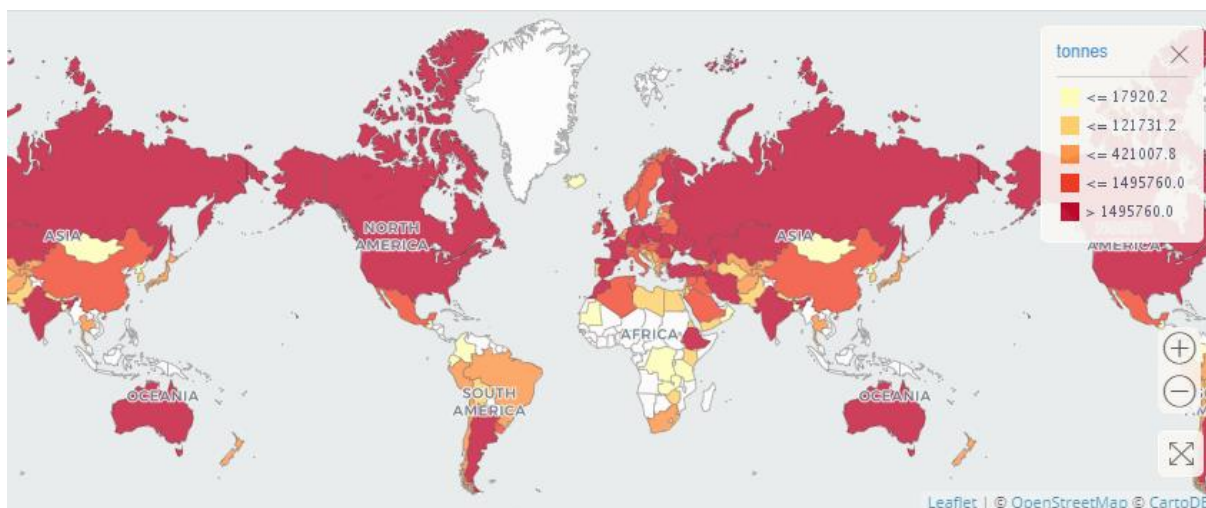 tonnes
<= 17920.2
<= 121731.2
<= 421007.8
<= 1495760.0
> 1495760.0
ASIA
NORTH
AMERICA
ASIA
AMERICA
AFRICA
OCEANIA
SOUTH
AMERICA
OCEANIA
Leaflet | © OpenStreetMap © CartoDB